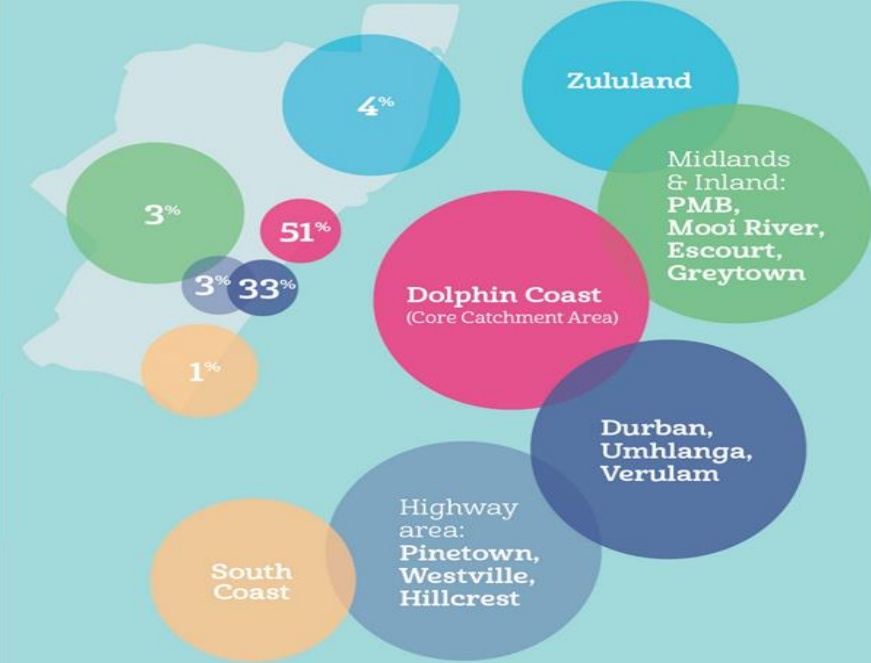 4%
3%
51%
3%
33%
1%
Zululand
Midlands
& Inland:
PMB,
Mooi River,
Escourt,
Greytown
Dolphin Coast
(Core Catchment Area)
Durban,
Umhlanga,
Verulam
Highway
area:
Pinetown,
Westville,
Hillcrest
South
Coast